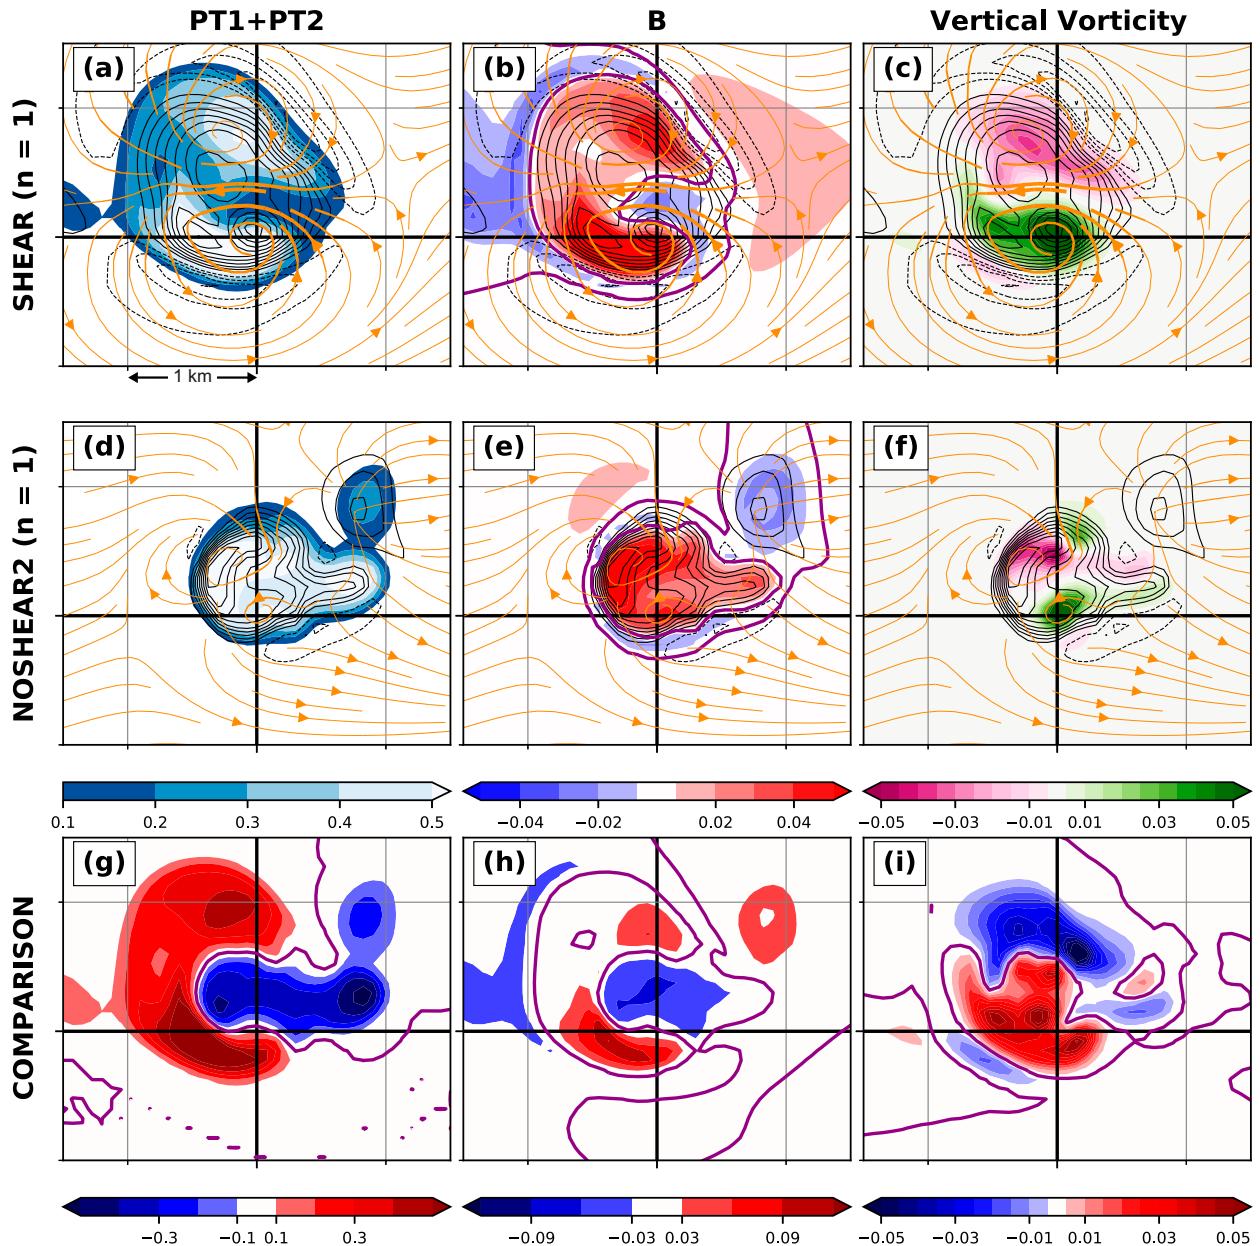 PT1+PT2 B Vertical Vorticity
SHEAR (n = 1)
(a) (b) (c)
1 km
NOSHEAR2 (n = 1)
(d) (e) (f)
0.1 0.2 0.3 0.4 0.5 −0.04 −0.02 0.02 0.04 −0.05 −0.03 −0.01 0.01 0.03 0.05
COMPARISON
(g) (h) (i)
−0.3 −0.1 0.1 0.3 −0.09 −0.03 0.03 0.09 −0.05 −0.03 −0.01 0.01 0.03 0.05